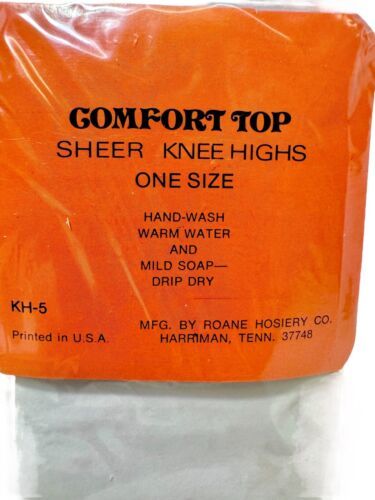 COMFORT TOP
SHEER KNEE HIGHS
ONE SIZE
HAND-WASH
WARM WATER
AND
MILD SOAP—
DRIP DRY
KH-5
MFG. BY ROANE HOSIERY CO.
Printed in U.S.A.
HARRIMAN, TENN. 37748